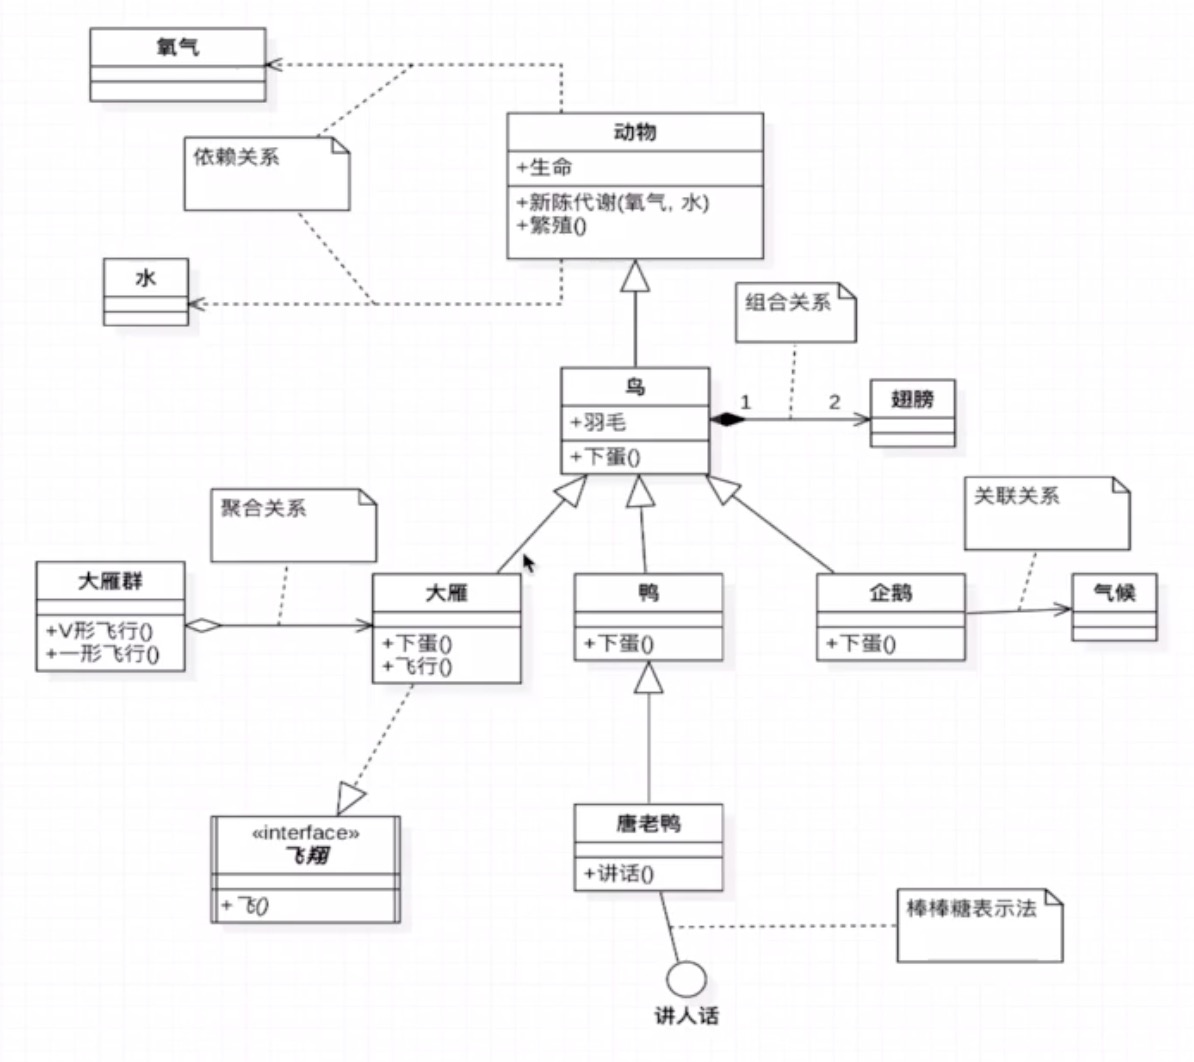 氧气
依赖关系
水
动物
+生命
+新陈代谢(氧气, 水)
+繁殖()
组合关系
鸟
+羽毛
+下蛋()
1
2
翅膀
聚合关系
关联关系
大雁群
+V形飞行()
+一形飞行()
大雁
+下蛋()
+飞行()
鸭
+下蛋()
企鹅
+下蛋()
气候
«interface»
飞翔
+飞()
唐老鸭
+讲话()
棒棒糖表示法
讲人话